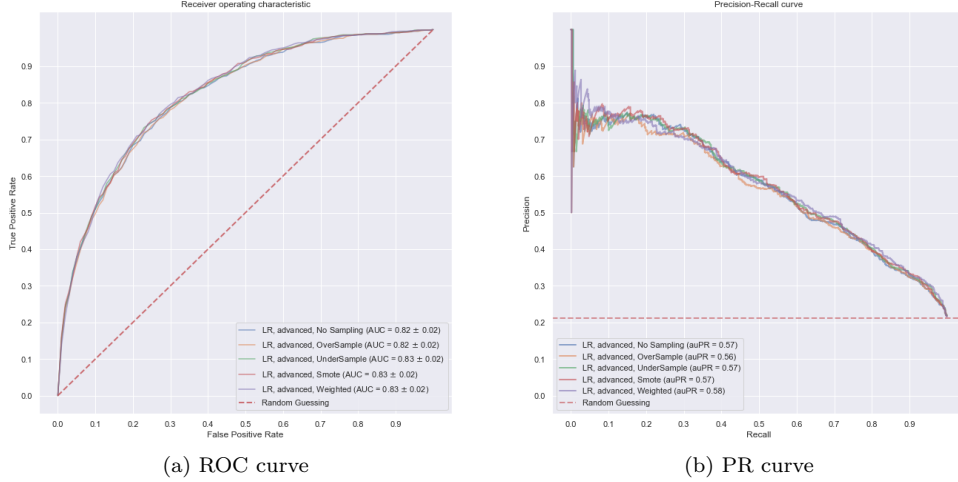 Receiver operating characteristic
True Positive Rate
0.9
0.8
0.7
0.6
0.5
0.4
0.3
0.2
0.1
0.0
LR, advanced, No Sampling (AUC = 0.82 ± 0.02)
LR, advanced, OverSample (AUC = 0.82 ± 0.02)
LR, advanced, UnderSample (AUC = 0.83 ± 0.02)
LR, advanced, Smote (AUC = 0.83 ± 0.02)
LR, advanced, Weighted (AUC = 0.83 ± 0.02)
Random Guessing
0.0 0.1 0.2 0.3 0.4 0.5 0.6 0.7 0.8 0.9
False Positive Rate
(a) ROC curve
Precision-Recall curve
Precision
0.9
0.8
0.7
0.6
0.5
0.4
0.3
0.2
0.1
0.0
LR, advanced, No Sampling (auPR = 0.57)
LR, advanced, OverSample (auPR = 0.56)
LR, advanced, UnderSample (auPR = 0.57)
LR, advanced, Smote (auPR = 0.57)
LR, advanced, Weighted (auPR = 0.58)
Random Guessing
0.0 0.1 0.2 0.3 0.4 0.5 0.6 0.7 0.8 0.9
Recall
(b) PR curve